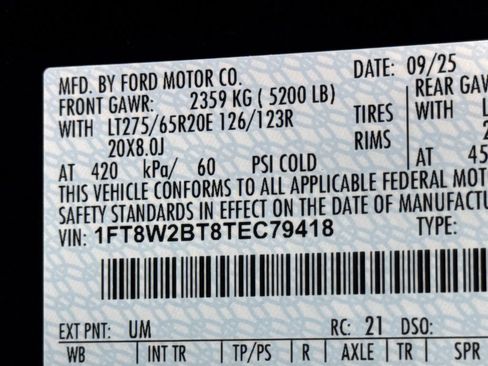 MFD. BY FORD MOTOR CO. DATE: 09/25
FRONT GAWR: 2359 KG ( 5200 LB) REAR GAW
WITH LT275/65R20E 126/123R TIRES WITH LT
20X8.0J RIMS 2
AT 420 kPa/ 60 PSI COLD AT 45
THIS VEHICLE CONFORMS TO ALL APPLICABLE FEDERAL MOT
SAFETY STANDARDS IN EFFECT ON THE DATE OF MANUFACTU
VIN: 1FT8W2BT8TEC79418 TYPE:
EXT PNT: UM RC: 21 DSO:
WB INT TR TP/PS R AXLE TR SPR